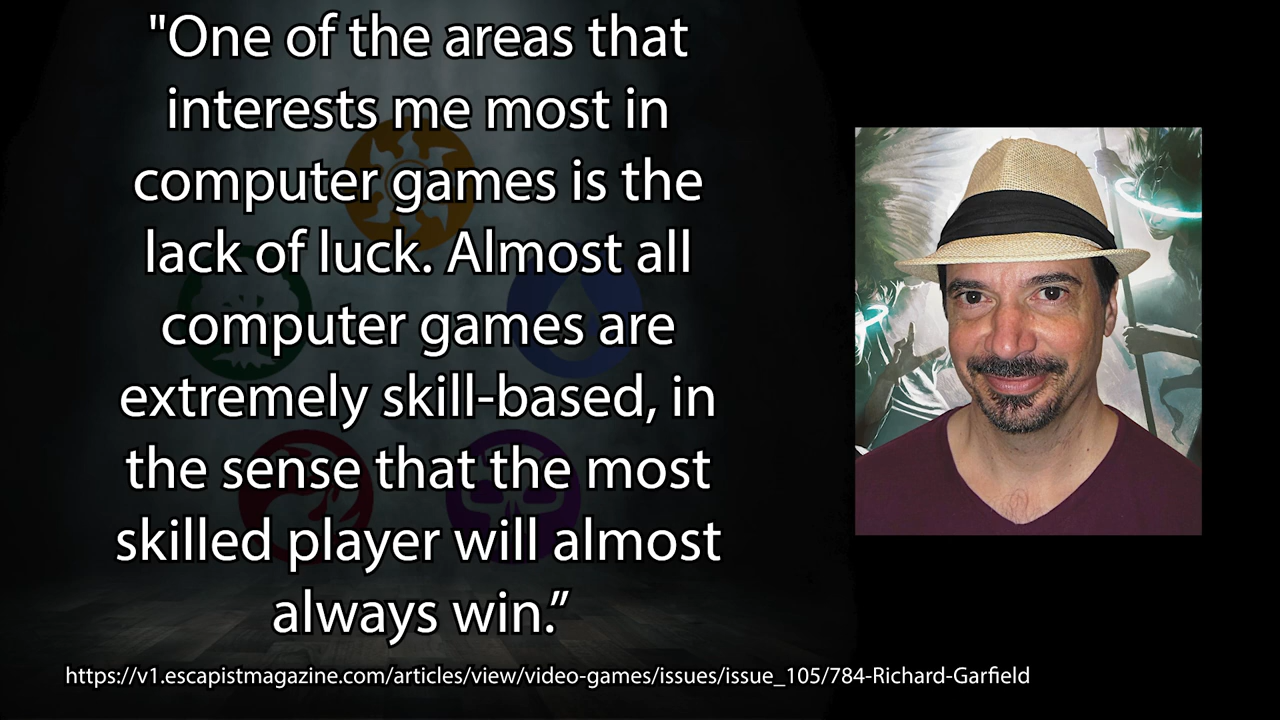 "One of the areas that
interests me most in
computer games is the
lack of luck. Almost all
computer games are
extremely skill-based, in
the sense that the most
skilled player will almost
always win.”
https://v1.escapistmagazine.com/articles/view/video-games/issues/issue_105/784-Richard-Garfield